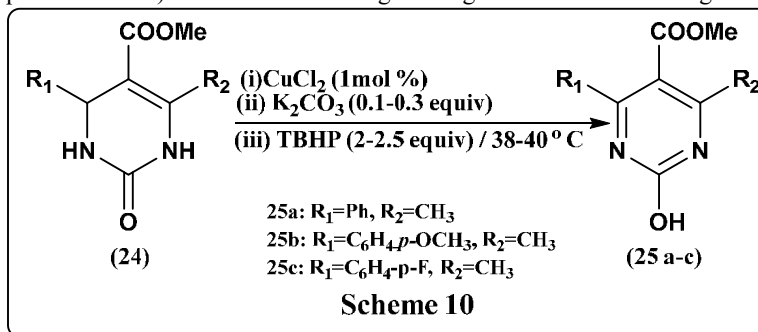 COOMe
R₁
R₂
HN
NH
O
(24)
(i)CuCl₂ (1mol %)
(ii) K₂CO₃ (0.1-0.3 equiv)
(iii) TBHP (2-2.5 equiv) / 38-40 ° C
COOMe
R₁
R₂
N
N
OH
(25 a-c)
25a: R₁=Ph, R₂=CH₃
25b: R₁=C₆H₄-p-OCH₃, R₂=CH₃
25c: R₁=C₆H₄-p-F, R₂=CH₃
Scheme 10